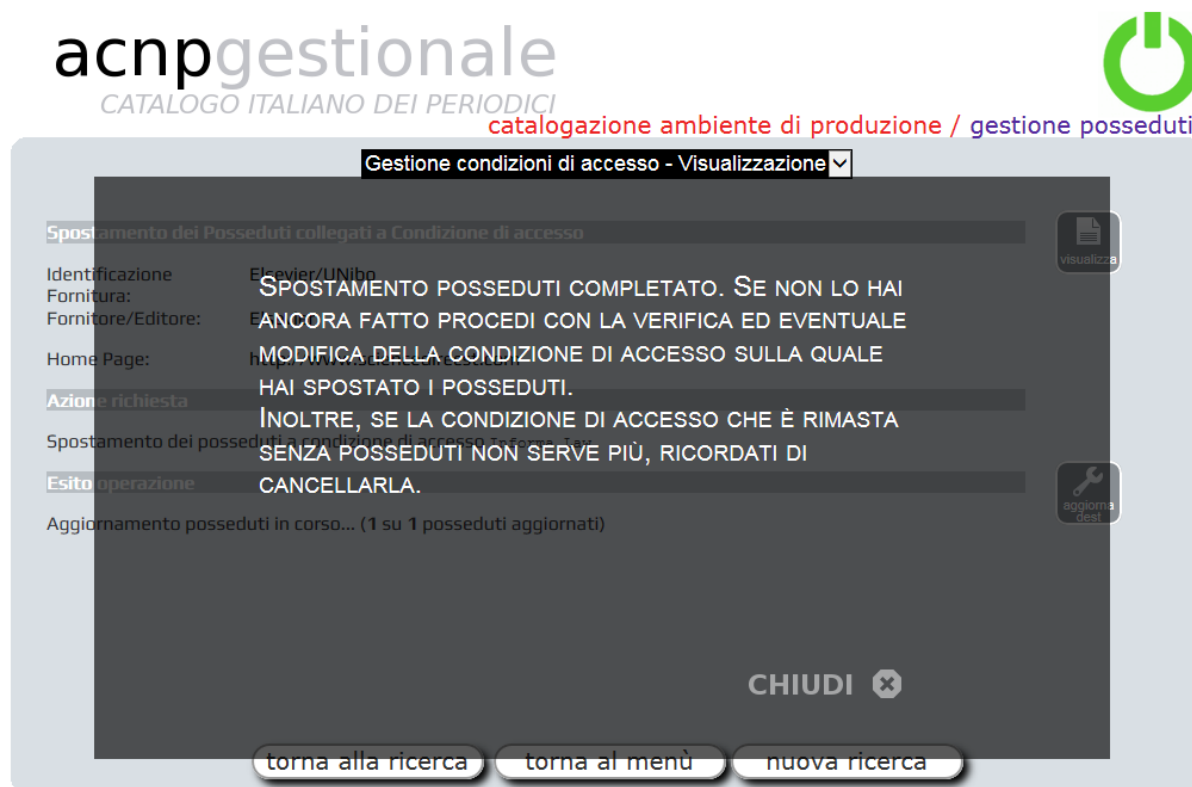 acnpgestionale
CATALOGO ITALIANO DEI PERIODICI
catalogazione ambiente di produzione / gestione posseduti
Gestione condizioni di accesso - Visualizzazione
Spostamento dei Posseduti collegati a Condizione di accesso
visualizza
Identificazione Fornitura: Elsevier/UNibo
Fornitore/Editore:
Home Page:
Azione richiesta
Spostamento dei posseduti a condizione di accesso Informa Law
Esito operazione
aggiorna
dest
Aggiornamento posseduti in corso... (1 su 1 posseduti aggiornati)
SPOSTAMENTO POSSEDUTI COMPLETATO. SE NON LO HAI
ANCORA FATTO PROCEDI CON LA VERIFICA ED EVENTUALE
MODIFICA DELLA CONDIZIONE DI ACCESSO SULLA QUALE
HAI SPOSTATO I POSSEDUTI.
INOLTRE, SE LA CONDIZIONE DI ACCESSO CHE È RIMASTA
SENZA POSSEDUTI NON SERVE PIÙ, RICORDATI DI
CANCELLARLA.
CHIUDI
torna alla ricerca
torna al menù
nuova ricerca